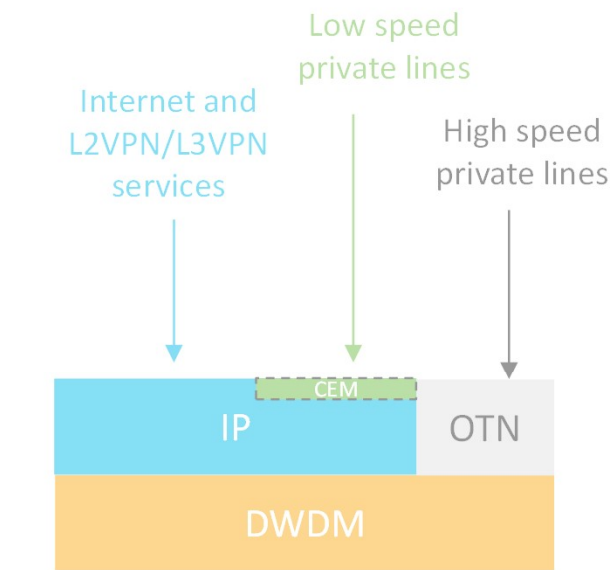 Low speed
private lines
Internet and
L2VPN/L3VPN
services
High speed
private lines
CEM
IP
OTN
DWDM